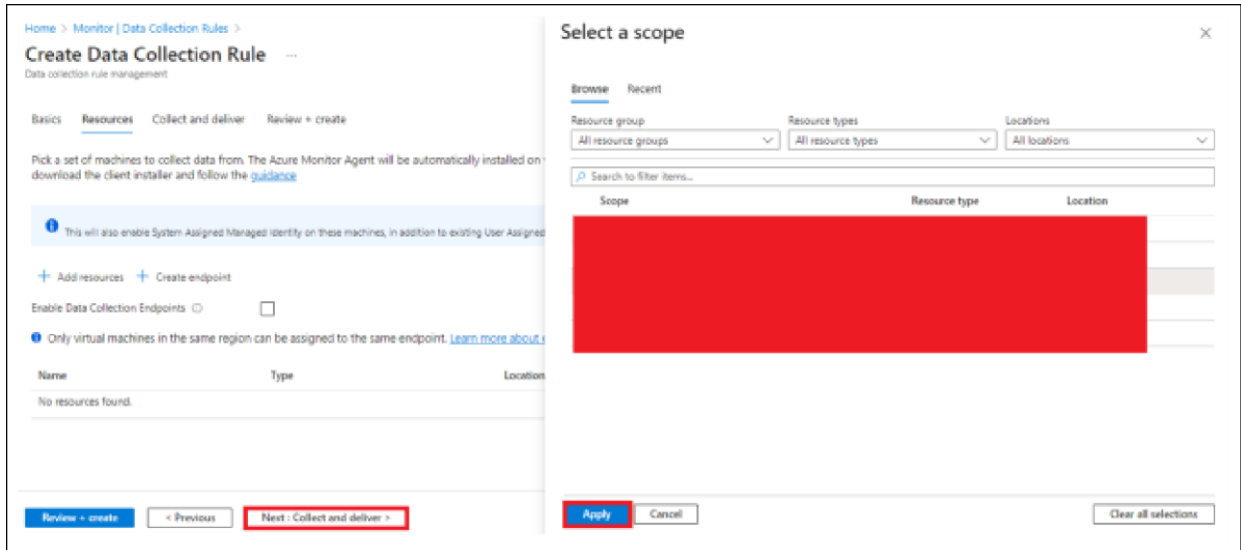 Home > Monitor | Data Collection Rules >
Create Data Collection Rule ...
Data collection rule management
Basics Resources Collect and deliver Review + create
Pick a set of machines to collect data from. The Azure Monitor Agent will be automatically installed on
download the client installer and follow the guidance
This will also enable System Assigned Managed Identity on these machines, in addition to existing User Assigned
+ Add resources + Create endpoint
Enable Data Collection Endpoints
Only virtual machines in the same region can be assigned to the same endpoint. Learn more about
Name Type Location
No resources found.
Review + create < Previous Next : Collect and deliver >
Select a scope
Browse Recent
Resource group Resource types Locations
All resource groups All resource types All locations
Search to filter items...
Scope Resource type Location
Apply Cancel Clear all selections